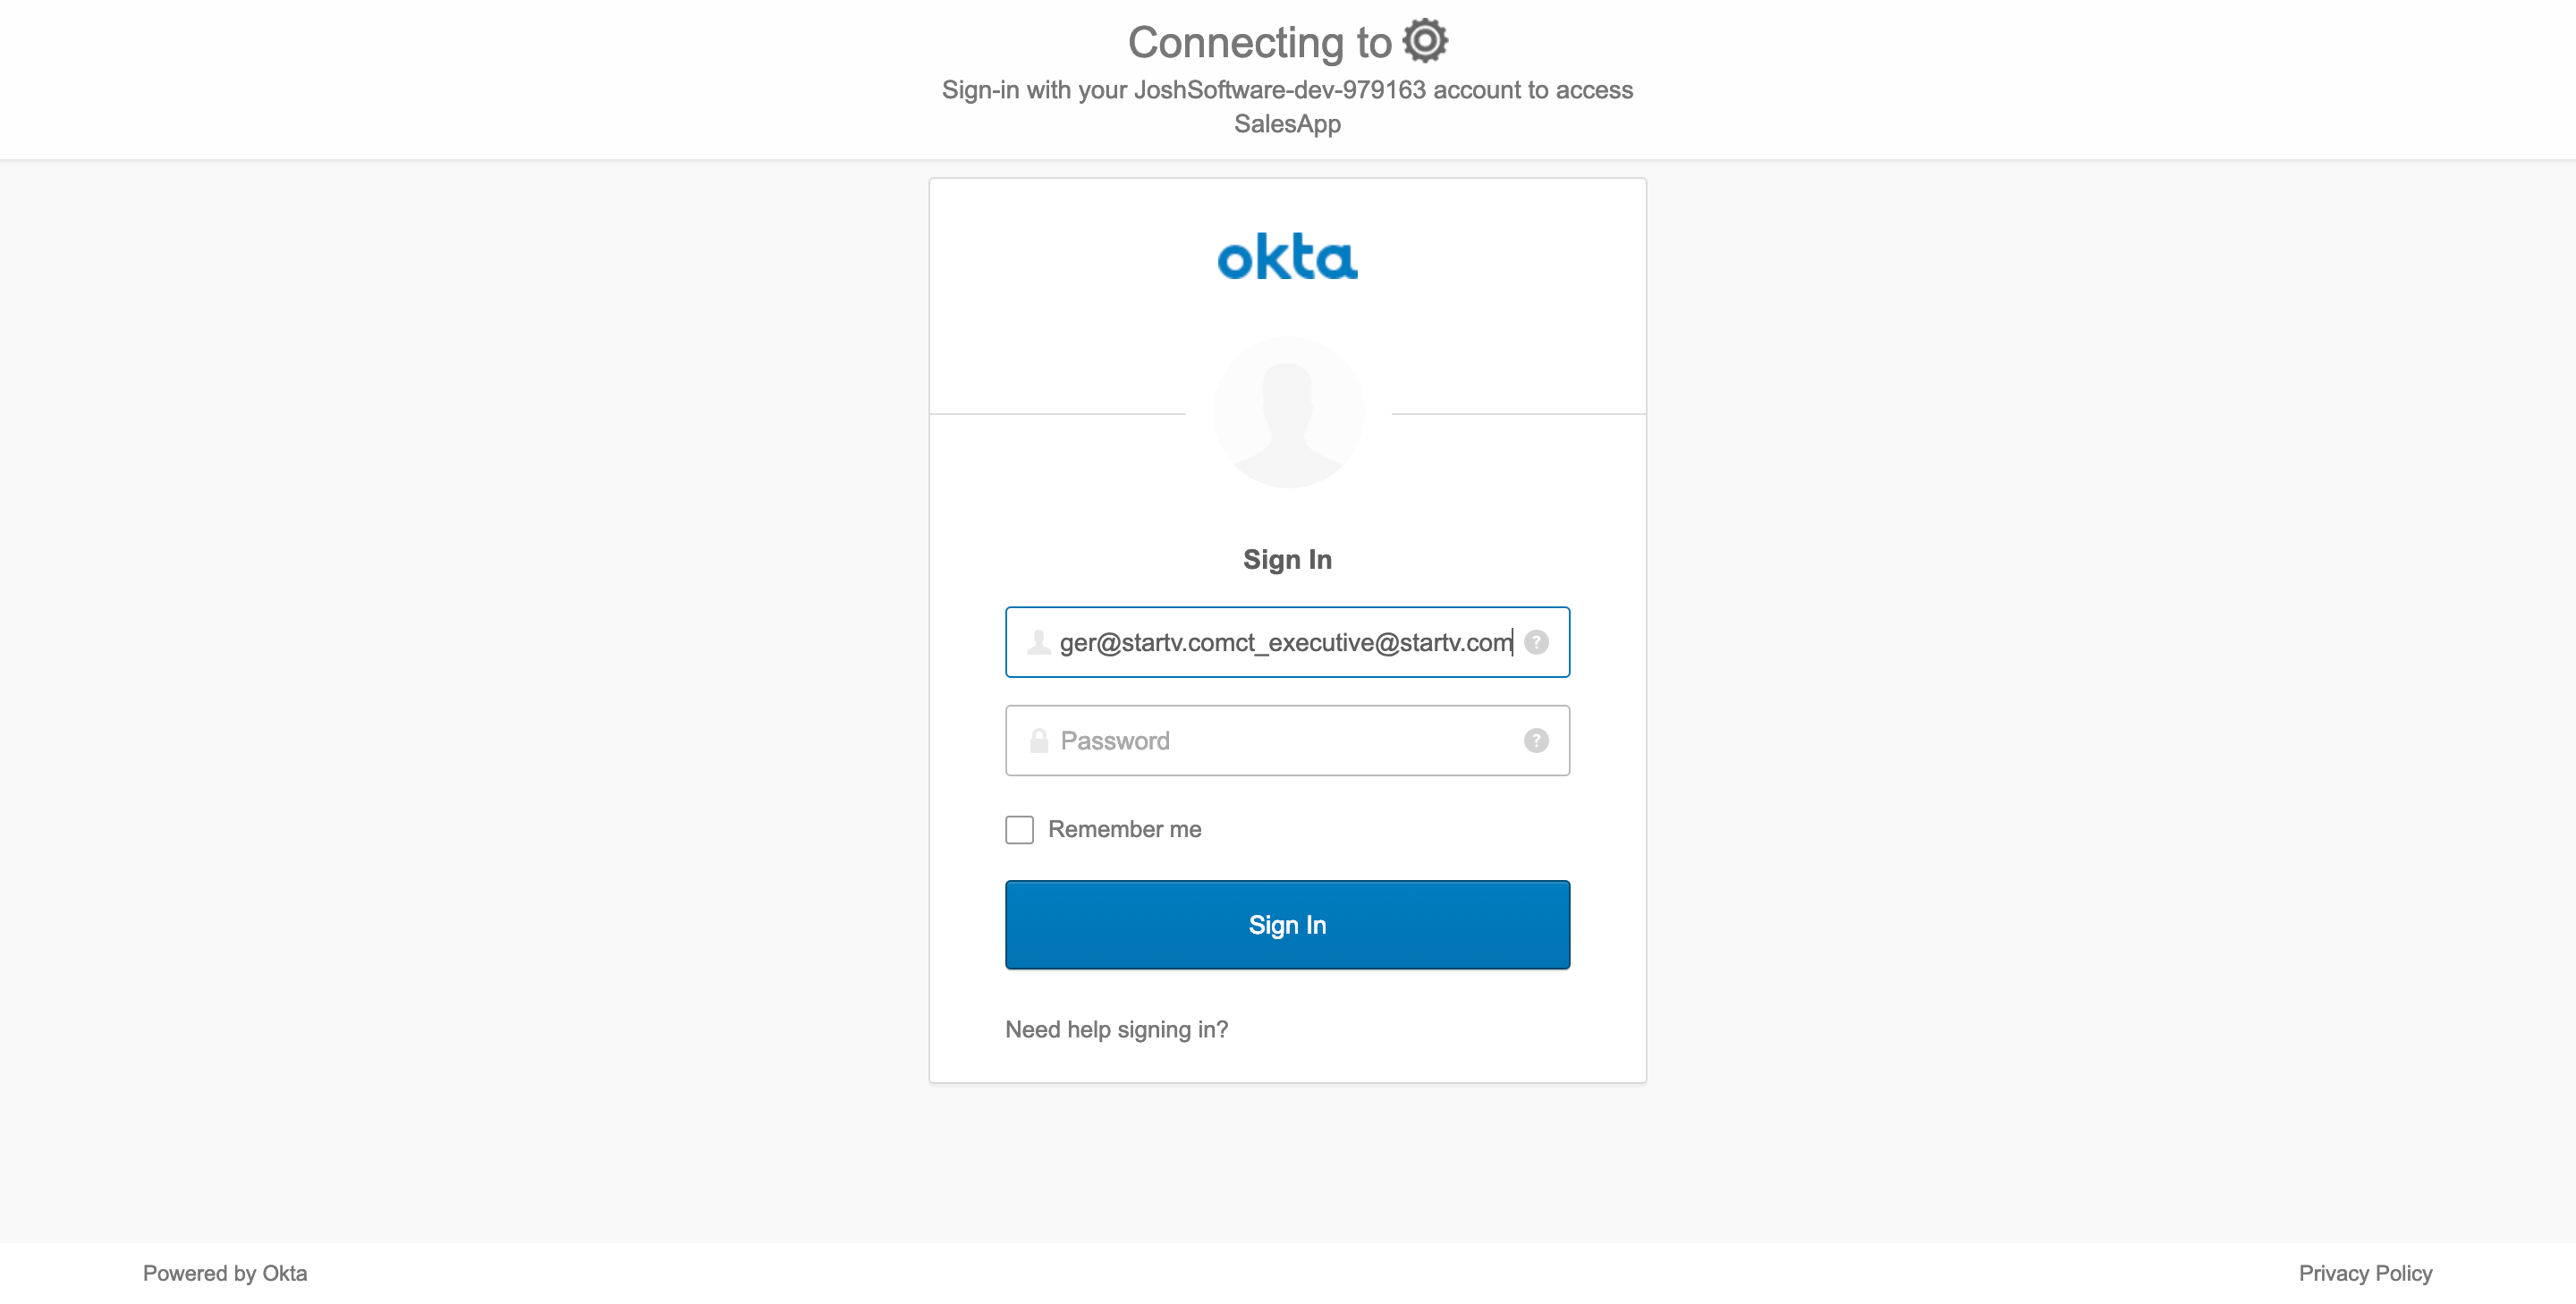 Connecting to
Sign-in with your JoshSoftware-dev-979163 account to access
SalesApp
okta
Sign In
ger@startv.comct_executive@startv.com
?
Password
?
Remember me
Sign In
Need help signing in?
Powered by Okta
Privacy Policy